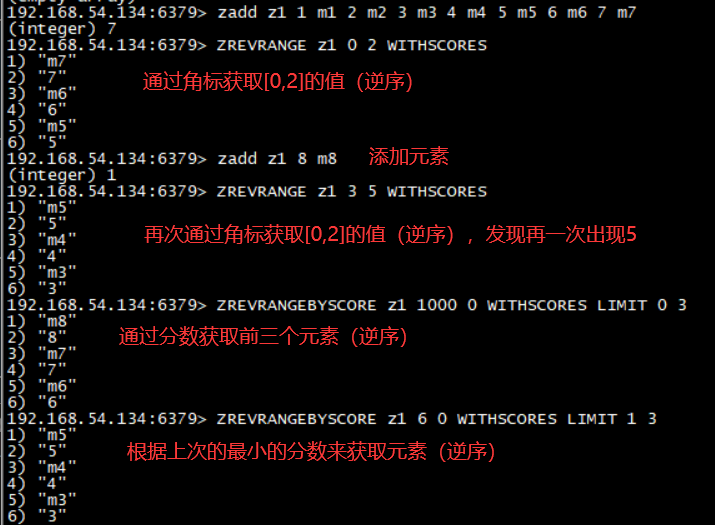 192.168.54.134:6379> zadd z1 1 m1 2 m2 3 m3 4 m4 5 m5 6 m6 7 m7
(integer) 7
192.168.54.134:6379> ZREVRANGE z1 0 2 WITHSCORES
1) "m7"
2) "7"
通过角标获取[0,2]的值（逆序）
3) "m6"
4) "6"
5) "m5"
6) "5"
192.168.54.134:6379> zadd z1 8 m8 添加元素
(integer) 1
192.168.54.134:6379> ZREVRANGE z1 3 5 WITHSCORES
1) "m5"
2) "5"
3) "m4"
再次通过角标获取[0,2]的值（逆序），发现再一次出现5
4) "4"
5) "m3"
6) "3"
192.168.54.134:6379> ZREVRANGEBYSCORE z1 1000 0 WITHSCORES LIMIT 0 3
1) "m8"
2) "8"
通过分数获取前三个元素（逆序）
3) "m7"
4) "7"
5) "m6"
6) "6"
192.168.54.134:6379> ZREVRANGEBYSCORE z1 6 0 WITHSCORES LIMIT 1 3
1) "m5"
2) "5"
根据上次的最小的分数来获取元素（逆序）
3) "m4"
4) "4"
5) "m3"
6) "3"